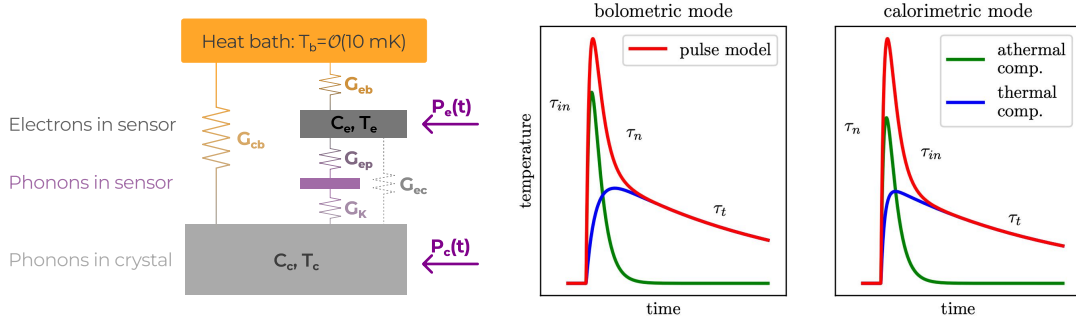 Heat bath: T_b=𝒪(10 mK)
G_eb
P_e(t)
Electrons in sensor
C_e, T_e
G_cb
G_ep
Phonons in sensor
G_ec
G_K
P_c(t)
Phonons in crystal
C_c, T_c
bolometric mode
pulse model
τ_in
τ_n
τ_t
temperature
time
calorimetric mode
athermal
comp.
thermal
comp.
τ_n
τ_in
τ_t
time